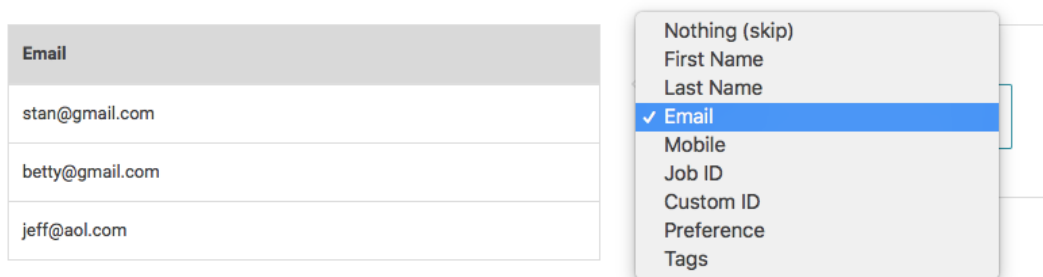 Email
stan@gmail.com
betty@gmail.com
jeff@aol.com
Nothing (skip)
First Name
Last Name
✓ Email
Mobile
Job ID
Custom ID
Preference
Tags